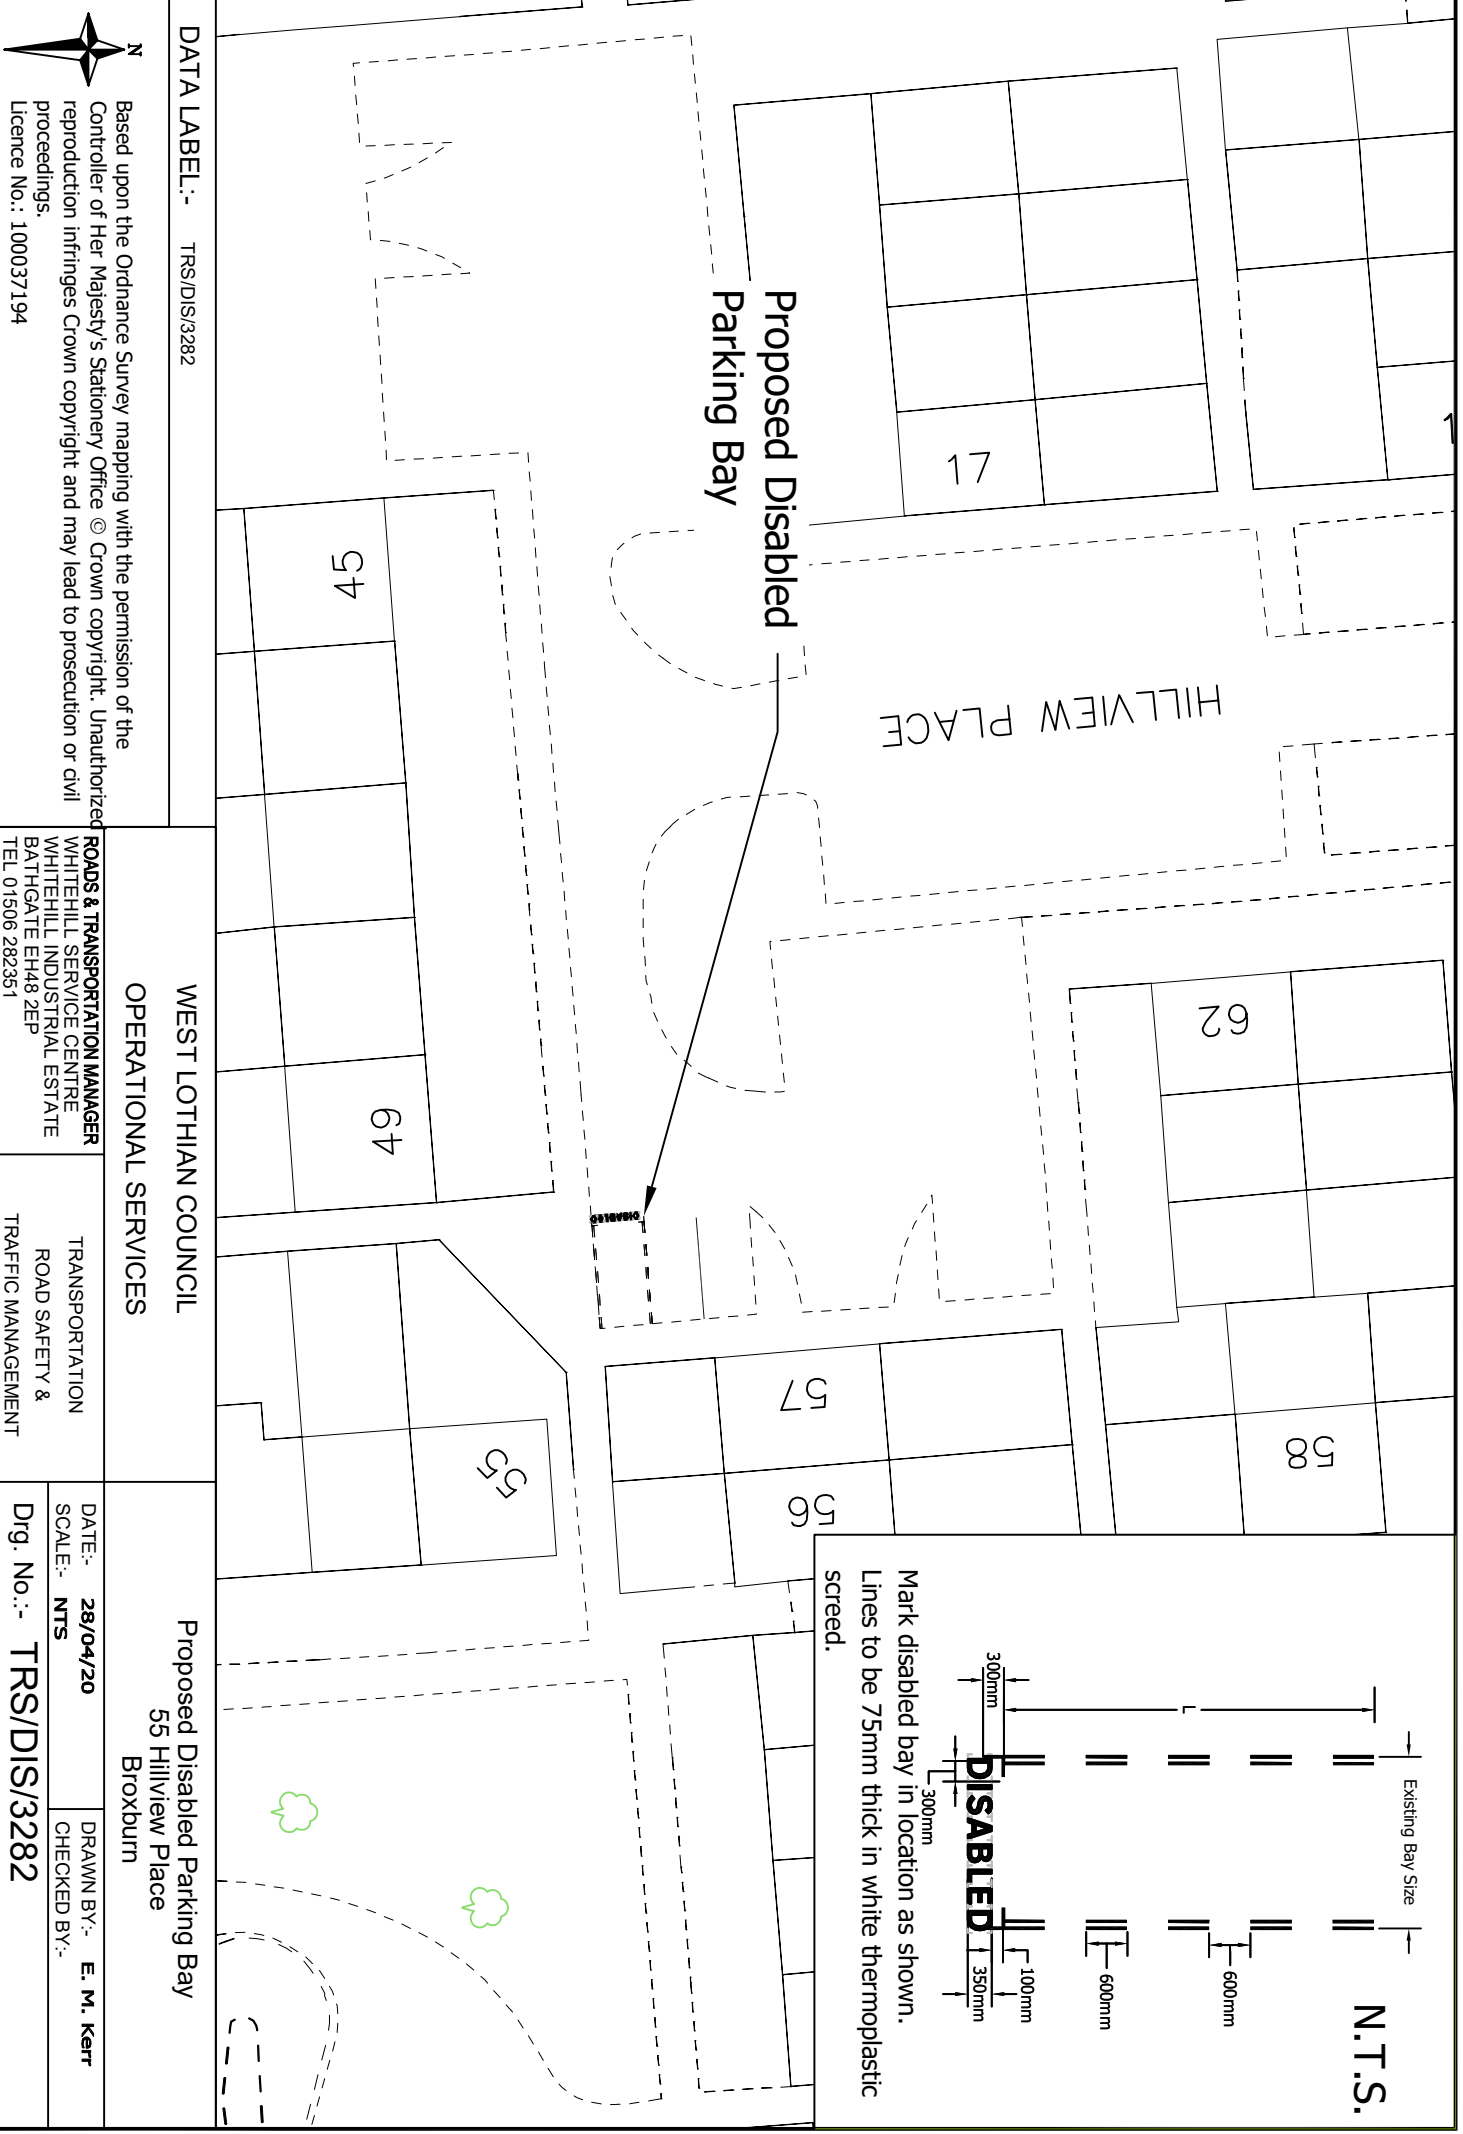 N.T.S.
Existing Bay Size
L
600mm
600mm
100mm
350mm
300mm
300mm
DISABLED
Mark disabled bay in location as shown.
Lines to be 75mm thick in white thermoplastic
screed.
1
17
HILLVIEW PLACE
62
58
57
56
55
45
49
Proposed Disabled
Parking Bay
DISABLED
DATA LABEL:- TRS/DIS/3282
N
Based upon the Ordnance Survey mapping with the permission of the
Controller of Her Majesty's Stationery Office © Crown copyright. Unauthorized
reproduction infringes Crown copyright and may lead to prosecution or civil
proceedings.
Licence No.: 100037194
WEST LOTHIAN COUNCIL
OPERATIONAL SERVICES
ROADS & TRANSPORTATION MANAGER
WHITEHILL SERVICE CENTRE
WHITEHILL INDUSTRIAL ESTATE
BATHGATE EH48 2EP
TEL 01506 282351
TRANSPORTATION
ROAD SAFETY &
TRAFFIC MANAGEMENT
Proposed Disabled Parking Bay
55 Hillview Place
Broxburn
DATE:- 28/04/20
SCALE:- NTS
DRAWN BY:- E. M. Kerr
CHECKED BY:-
Drg. No.:- TRS/DIS/3282